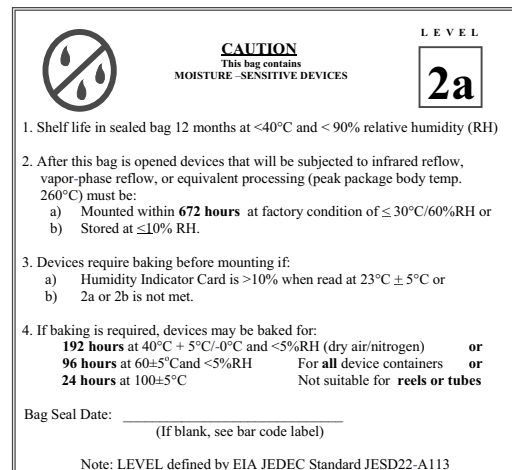 LEVEL
CAUTION
This bag contains
MOISTURE –SENSITIVE DEVICES
2a
1. Shelf life in sealed bag 12 months at <40°C and < 90% relative humidity (RH)
2. After this bag is opened devices that will be subjected to infrared reflow,
vapor-phase reflow, or equivalent processing (peak package body temp.
260°C) must be:
a) Mounted within 672 hours at factory condition of ≤ 30°C/60%RH or
b) Stored at ≤10% RH.
3. Devices require baking before mounting if:
a) Humidity Indicator Card is >10% when read at 23°C ± 5°C or
b) 2a or 2b is not met.
4. If baking is required, devices may be baked for:
192 hours at 40°C + 5°C/-0°C and <5%RH (dry air/nitrogen) or
96 hours at 60±5°Cand <5%RH For all device containers or
24 hours at 100±5°C Not suitable for reels or tubes
Bag Seal Date: ______________________________
(If blank, see bar code label)
Note: LEVEL defined by EIA JEDEC Standard JESD22-A113